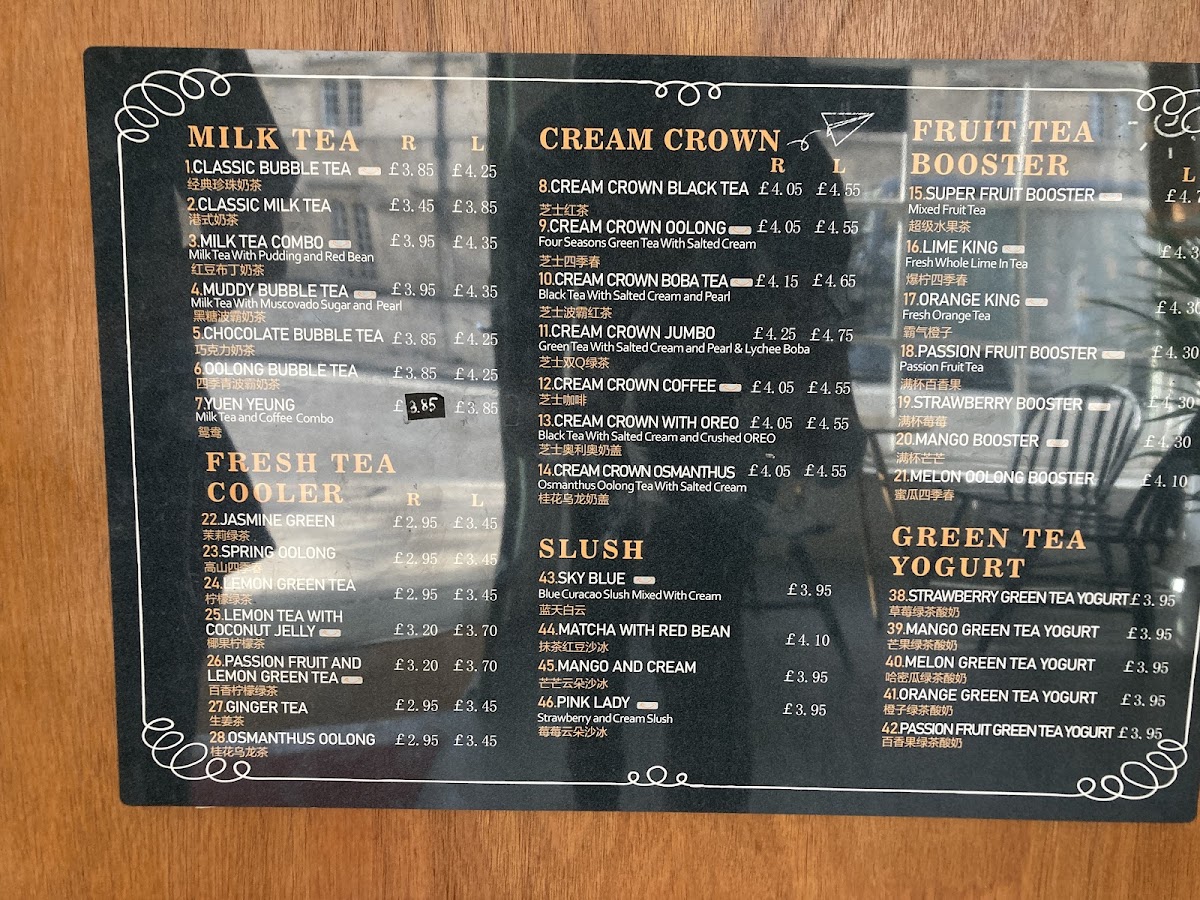 MILK TEA R L
1.CLASSIC BUBBLE TEA £3.85 £4.25
经典珍珠奶茶
2.CLASSIC MILK TEA £3.45 £3.85
港式奶茶
3.MILK TEA COMBO £3.95 £4.35
Milk Tea With Pudding and Red Bean
红豆布丁奶茶
4.MUDDY BUBBLE TEA £3.95 £4.35
Milk Tea With Muscovado Sugar and Pearl
黑糖波霸奶茶
5.CHOCOLATE BUBBLE TEA £3.85 £4.25
巧克力奶茶
6.OOLONG BUBBLE TEA £3.85 £4.25
四季青波霸奶茶
7.YUEN YEUNG £3.85 £3.85
Milk Tea and Coffee Combo
鸳鸯
FRESH TEA
COOLER R L
22.JASMINE GREEN £2.95 £3.45
茉莉绿茶
23.SPRING OOLONG £2.95 £3.45
高山四季春
24.LEMON GREEN TEA £2.95 £3.45
柠檬绿茶
25.LEMON TEA WITH
COCONUT JELLY £3.20 £3.70
椰果柠檬茶
26.PASSION FRUIT AND £3.20 £3.70
LEMON GREEN TEA
百香柠檬绿茶
27.GINGER TEA £2.95 £3.45
生姜茶
28.OSMANTHUS OOLONG £2.95 £3.45
桂花乌龙茶
CREAM CROWN
R L
8.CREAM CROWN BLACK TEA £4.05 £4.55
芝士红茶
9.CREAM CROWN OOLONG £4.05 £4.55
Four Seasons Green Tea With Salted Cream
芝士四季春
10.CREAM CROWN BOBA TEA £4.15 £4.65
Black Tea With Salted Cream and Pearl
芝士波霸红茶
11.CREAM CROWN JUMBO £4.25 £4.75
Green Tea With Salted Cream and Pearl & Lychee Boba
芝士双Q绿茶
12.CREAM CROWN COFFEE £4.05 £4.55
芝士咖啡
13.CREAM CROWN WITH OREO £4.05 £4.55
Black Tea With Salted Cream and Crushed OREO
芝士奥利奥奶盖
14.CREAM CROWN OSMANTHUS £4.05 £4.55
Osmanthus Oolong Tea With Salted Cream
桂花乌龙奶盖
SLUSH
43.SKY BLUE £3.95
Blue Curacao Slush Mixed With Cream
蓝天白云
44.MATCHA WITH RED BEAN £4.10
抹茶红豆沙冰
45.MANGO AND CREAM £3.95
芒芒云朵沙冰
46.PINK LADY £3.95
Strawberry and Cream Slush
莓莓云朵沙冰
FRUIT TEA
BOOSTER L
15.SUPER FRUIT BOOSTER £4.7
Mixed Fruit Tea
超级水果茶
16.LIME KING £4.3
Fresh Whole Lime In Tea
爆柠四季春
17.ORANGE KING £4.30
Fresh Orange Tea
霸气橙子
18.PASSION FRUIT BOOSTER £4.30
Passion Fruit Tea
满杯百香果
19.STRAWBERRY BOOSTER £4.30
满杯莓莓
20.MANGO BOOSTER £4.30
满杯芒芒
21.MELON OOLONG BOOSTER £4.10
蜜瓜四季春
GREEN TEA
YOGURT
38.STRAWBERRY GREEN TEA YOGURT £3.95
草莓绿茶酸奶
39.MANGO GREEN TEA YOGURT £3.95
芒果绿茶酸奶
40.MELON GREEN TEA YOGURT £3.95
哈密瓜绿茶酸奶
41.ORANGE GREEN TEA YOGURT £3.95
橙子绿茶酸奶
42.PASSION FRUIT GREEN TEA YOGURT £3.95
百香果绿茶酸奶